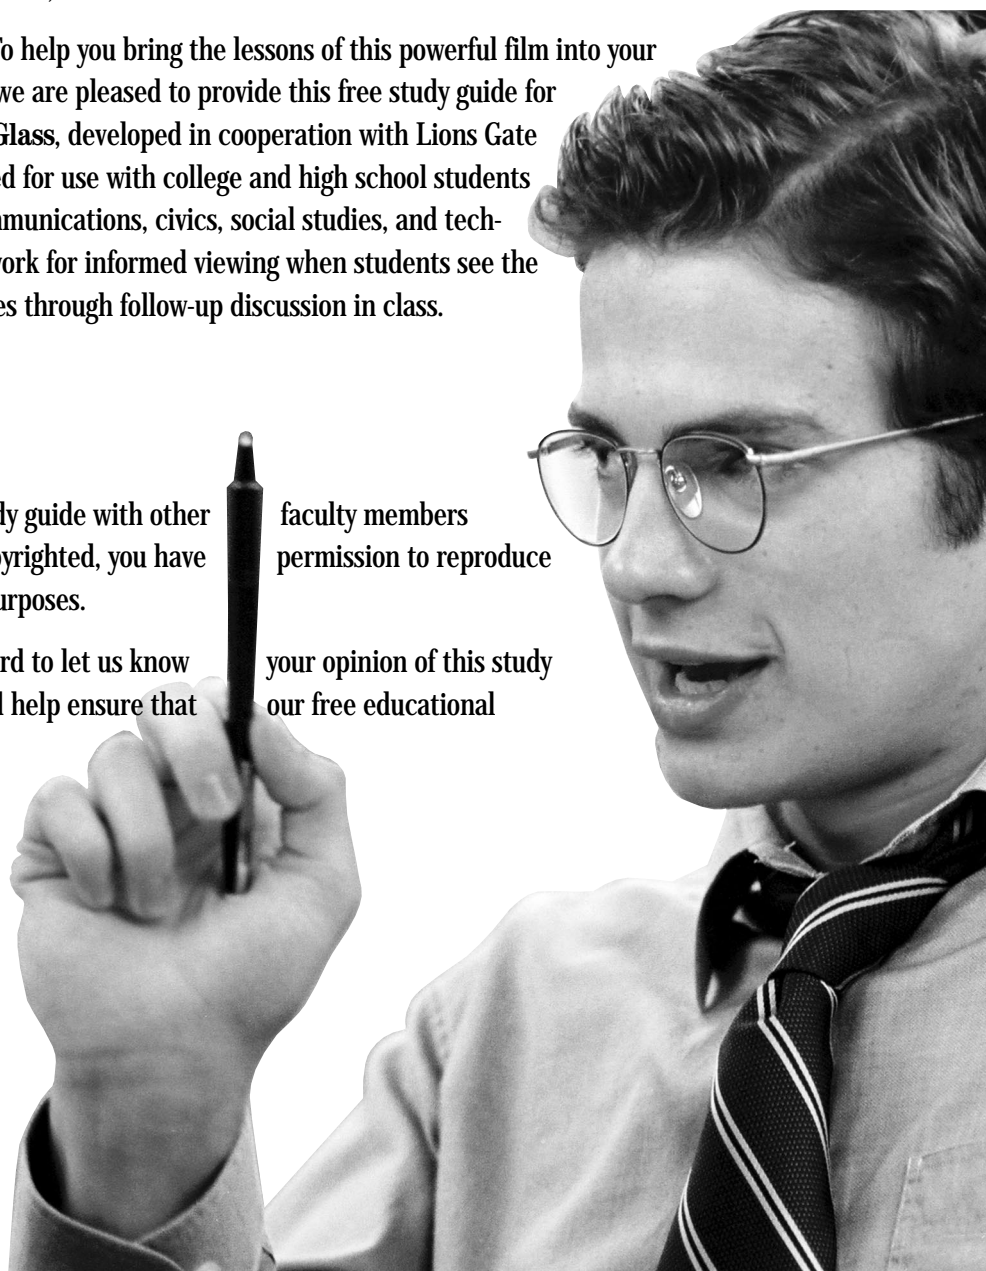 To help you bring the lessons of this powerful film into your
we are pleased to provide this free study guide for
Glass, developed in cooperation with Lions Gate
ed for use with college and high school students
mmunications, civics, social studies, and tech-
work for informed viewing when students see the
es through follow-up discussion in class.
dy guide with other faculty members
pyrighted, you have permission to reproduce
urposes.
rd to let us know your opinion of this study
l help ensure that our free educational